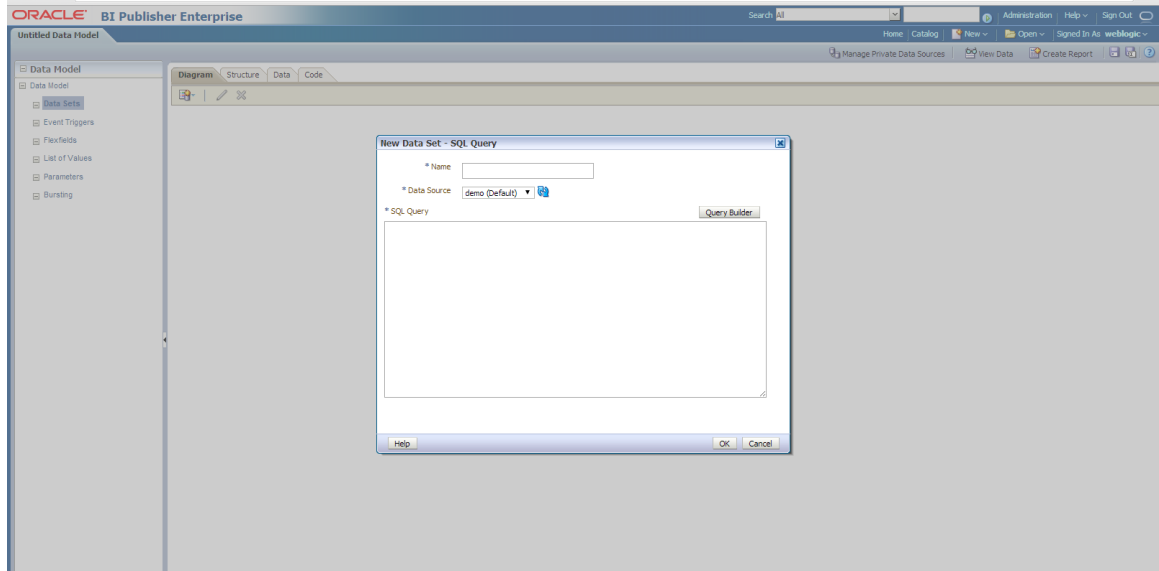 ORACLE BI Publisher Enterprise
Search All
Administration Help Sign Out
Untitled Data Model
Home Catalog New Open Signed In As weblogic
Manage Private Data Sources View Data Create Report
Data Model
Diagram Structure Data Code
Data Model
Data Sets
Event Triggers
Flexfields
List of Values
Parameters
Bursting
New Data Set - SQL Query
* Name
* Data Source demo (Default)
* SQL Query Query Builder
Help OK Cancel